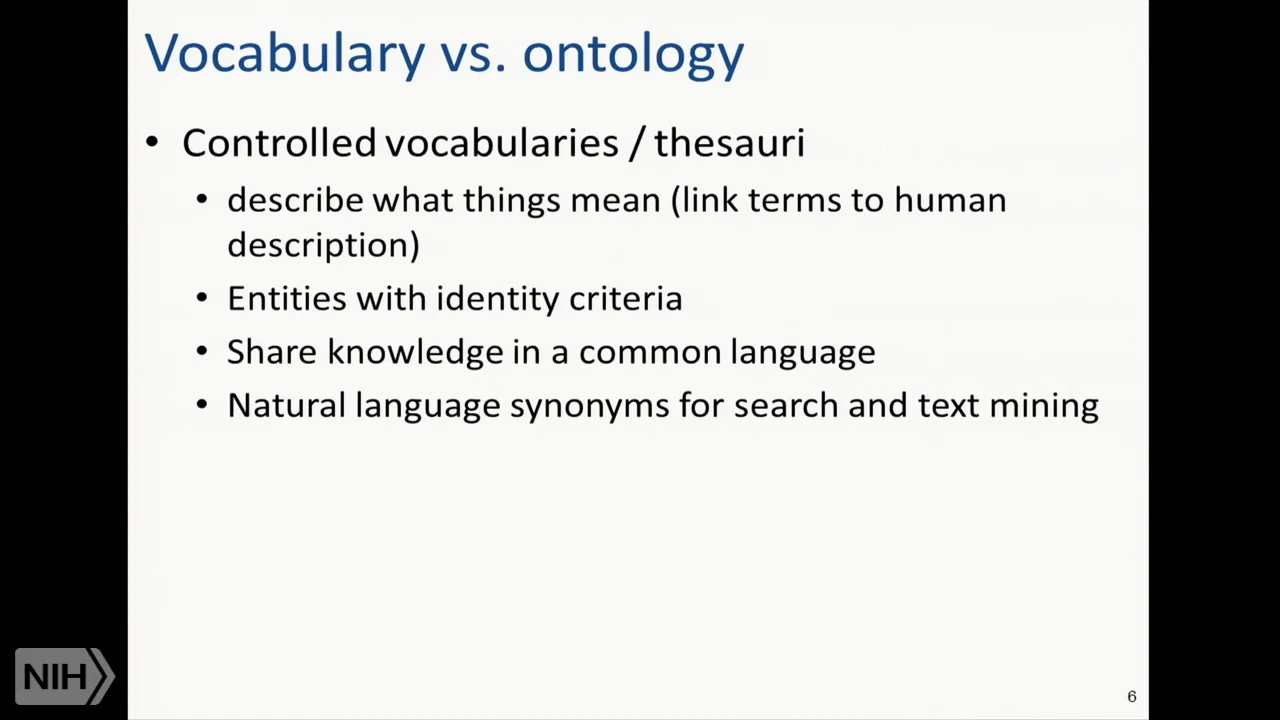 Vocabulary vs. ontology
• Controlled vocabularies / thesauri
• describe what things mean (link terms to human
description)
• Entities with identity criteria
• Share knowledge in a common language
• Natural language synonyms for search and text mining
NIH
6